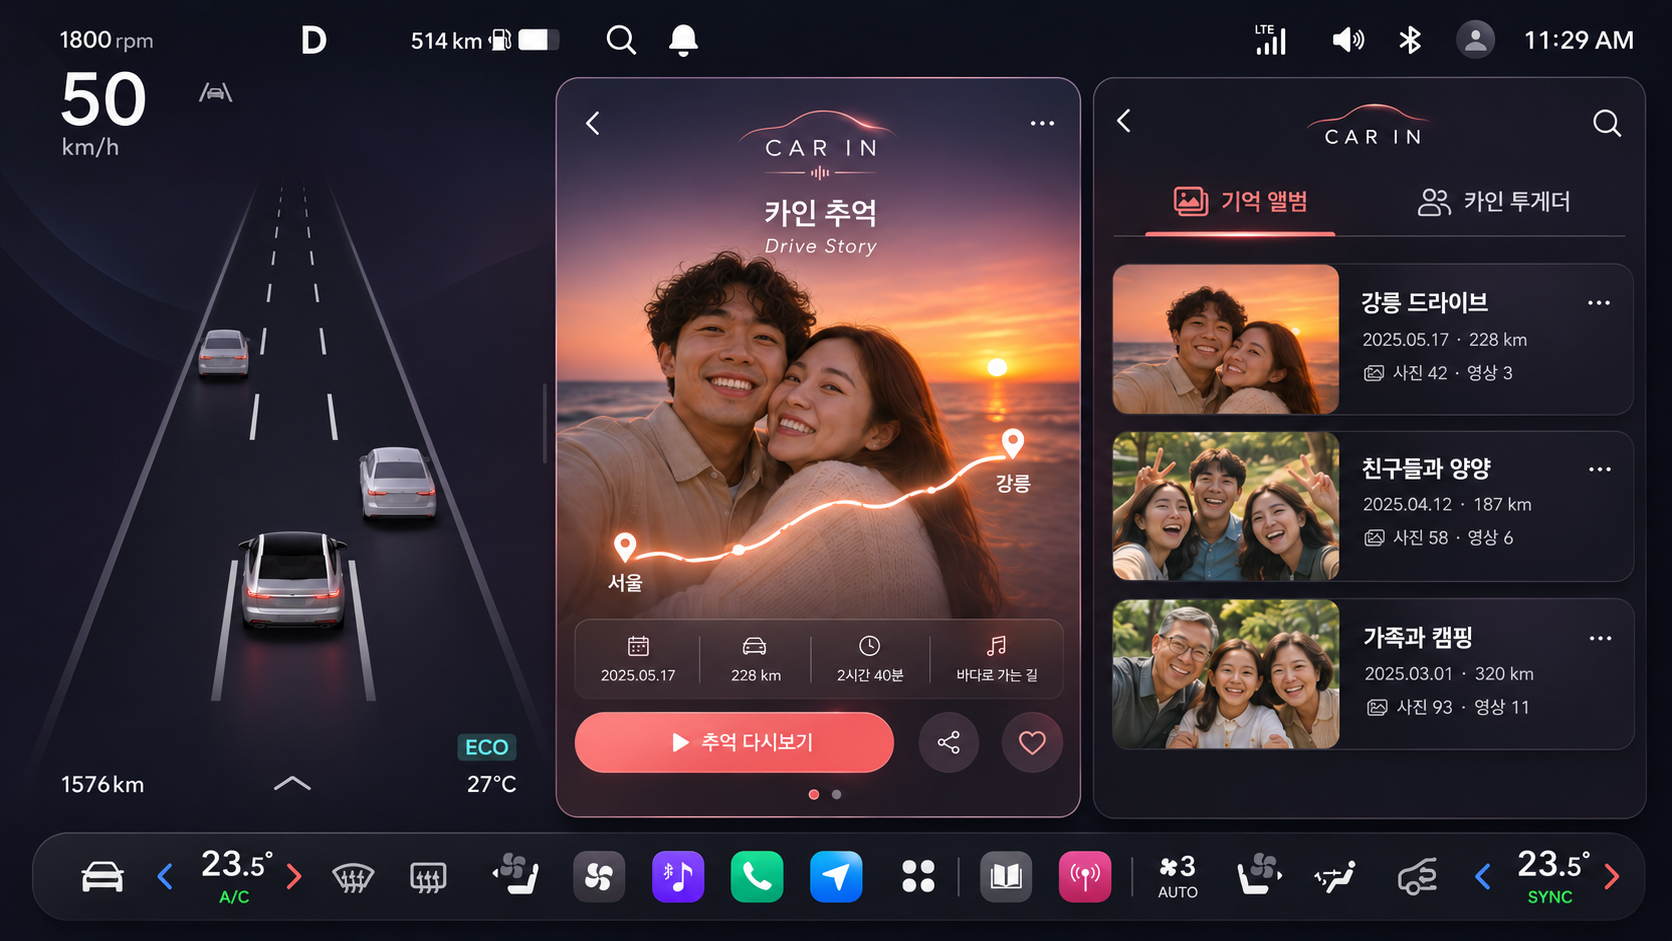 1800 rpm
D
514 km
LTE
11:29 AM
50
km/h
ECO
1576 km
27°C
CAR IN
카인 추억
Drive Story
강릉
서울
2025.05.17
228 km
2시간 40분
바다로 가는 길
추억 다시보기
CAR IN
기억 앨범
카인 투게더
강릉 드라이브
2025.05.17 · 228 km
사진 42 · 영상 3
친구들과 양양
2025.04.12 · 187 km
사진 58 · 영상 6
가족과 캠핑
2025.03.01 · 320 km
사진 93 · 영상 11
23.5°
A/C
3
AUTO
23.5°
SYNC